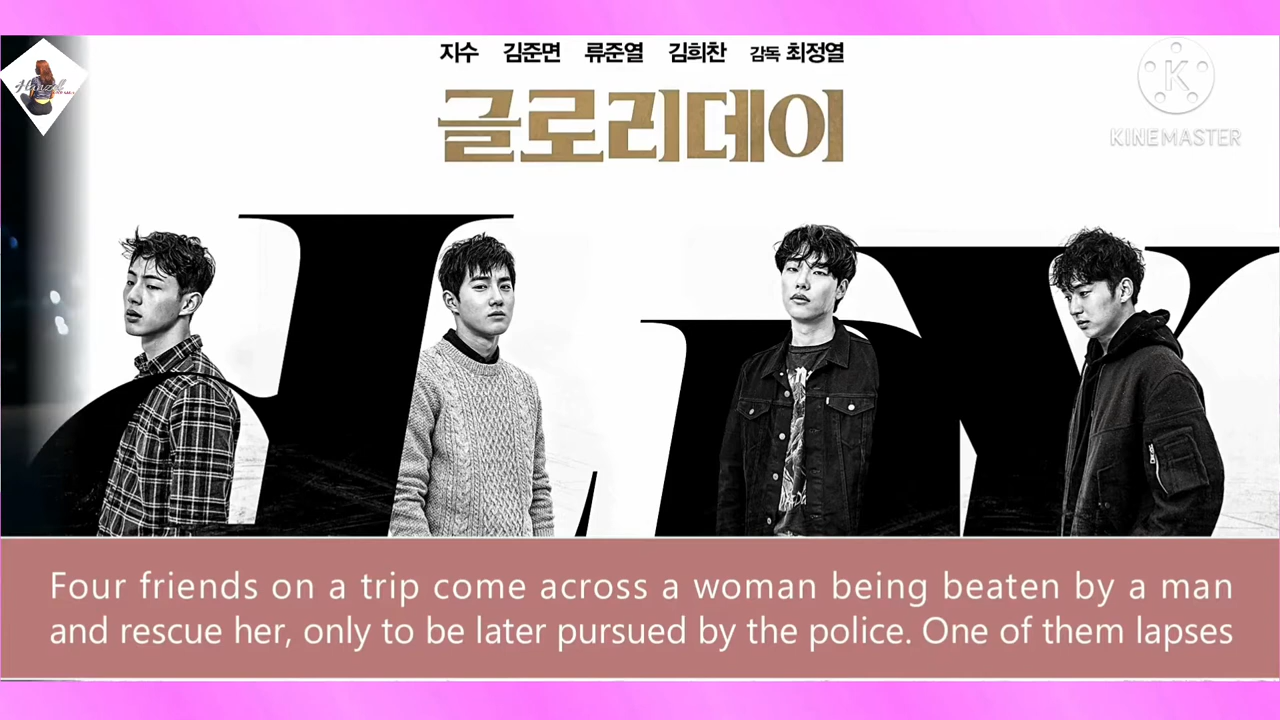 지수 김준면 류준열 김희찬 감독 최정열
글로리데이
K
KINEMASTER
Four friends on a trip come across a woman being beaten by a man
and rescue her, only to be later pursued by the police. One of them lapses